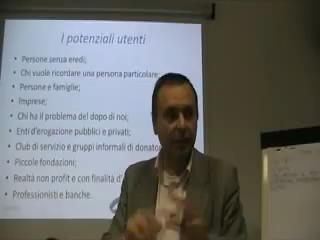 I potenziali utenti
• Persone senza eredi;
• Chi vuole ricordare una persona particolare;
• Persone e famiglie;
• Imprese;
• Chi ha il problema del dopo di noi;
• Enti d'erogazione pubblici e privati;
• Club di servizio e gruppi informali di donator
• Piccole fondazioni;
• Realtà non profit e con finalità d'
• Professionisti e banche.